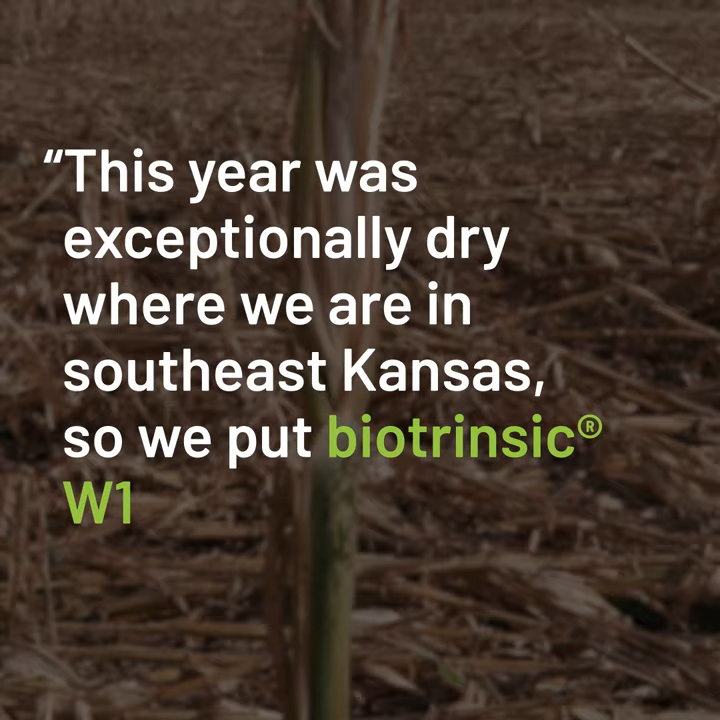 “This year was
exceptionally dry
where we are in
southeast Kansas,
so we put biotrinsic®
W1